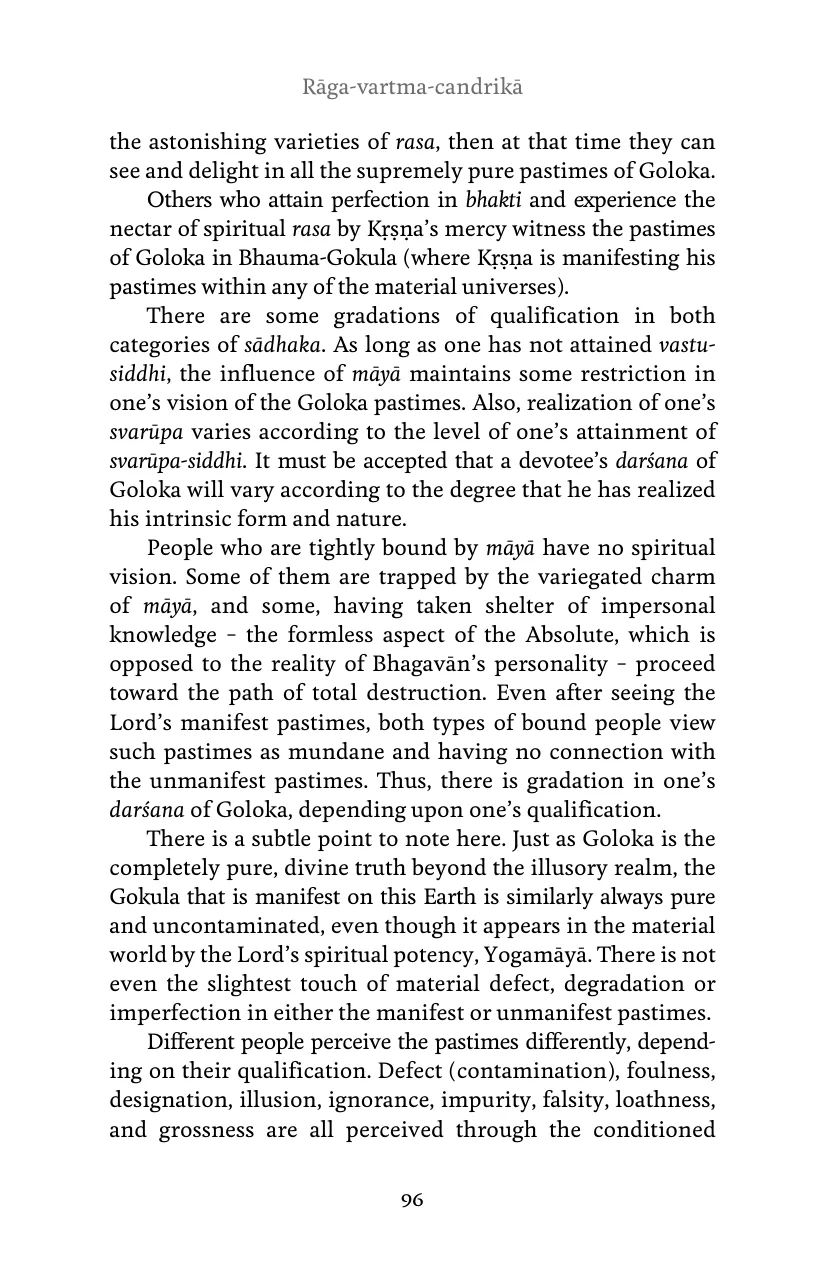 Rāga-vartma-candrikā
the astonishing varieties of rasa, then at that time they can
see and delight in all the supremely pure pastimes of Goloka.
Others who attain perfection in bhakti and experience the
nectar of spiritual rasa by Kṛṣṇa’s mercy witness the pastimes
of Goloka in Bhauma-Gokula (where Kṛṣṇa is manifesting his
pastimes within any of the material universes).
There are some gradations of qualification in both
categories of sādhaka. As long as one has not attained vastu-
siddhi, the influence of māyā maintains some restriction in
one’s vision of the Goloka pastimes. Also, realization of one’s
svarūpa varies according to the level of one’s attainment of
svarūpa-siddhi. It must be accepted that a devotee’s darśana of
Goloka will vary according to the degree that he has realized
his intrinsic form and nature.
People who are tightly bound by māyā have no spiritual
vision. Some of them are trapped by the variegated charm
of māyā, and some, having taken shelter of impersonal
knowledge – the formless aspect of the Absolute, which is
opposed to the reality of Bhagavān’s personality – proceed
toward the path of total destruction. Even after seeing the
Lord’s manifest pastimes, both types of bound people view
such pastimes as mundane and having no connection with
the unmanifest pastimes. Thus, there is gradation in one’s
darśana of Goloka, depending upon one’s qualification.
There is a subtle point to note here. Just as Goloka is the
completely pure, divine truth beyond the illusory realm, the
Gokula that is manifest on this Earth is similarly always pure
and uncontaminated, even though it appears in the material
world by the Lord’s spiritual potency, Yogamāyā. There is not
even the slightest touch of material defect, degradation or
imperfection in either the manifest or unmanifest pastimes.
Different people perceive the pastimes differently, depend-
ing on their qualification. Defect (contamination), foulness,
designation, illusion, ignorance, impurity, falsity, loathness,
and grossness are all perceived through the conditioned
96